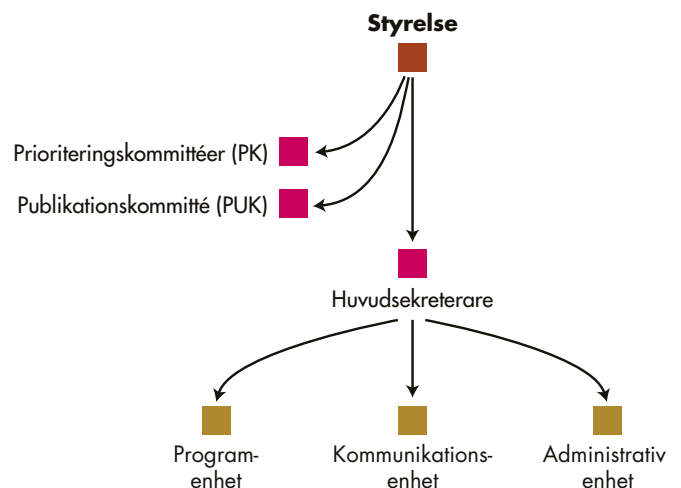 Styrelse
Prioriteringskommittéer (PK)
Publikationskommitté (PUK)
Huvudsekreterare
Program-
enhet
Kommunikations-
enhet
Administrativ
enhet